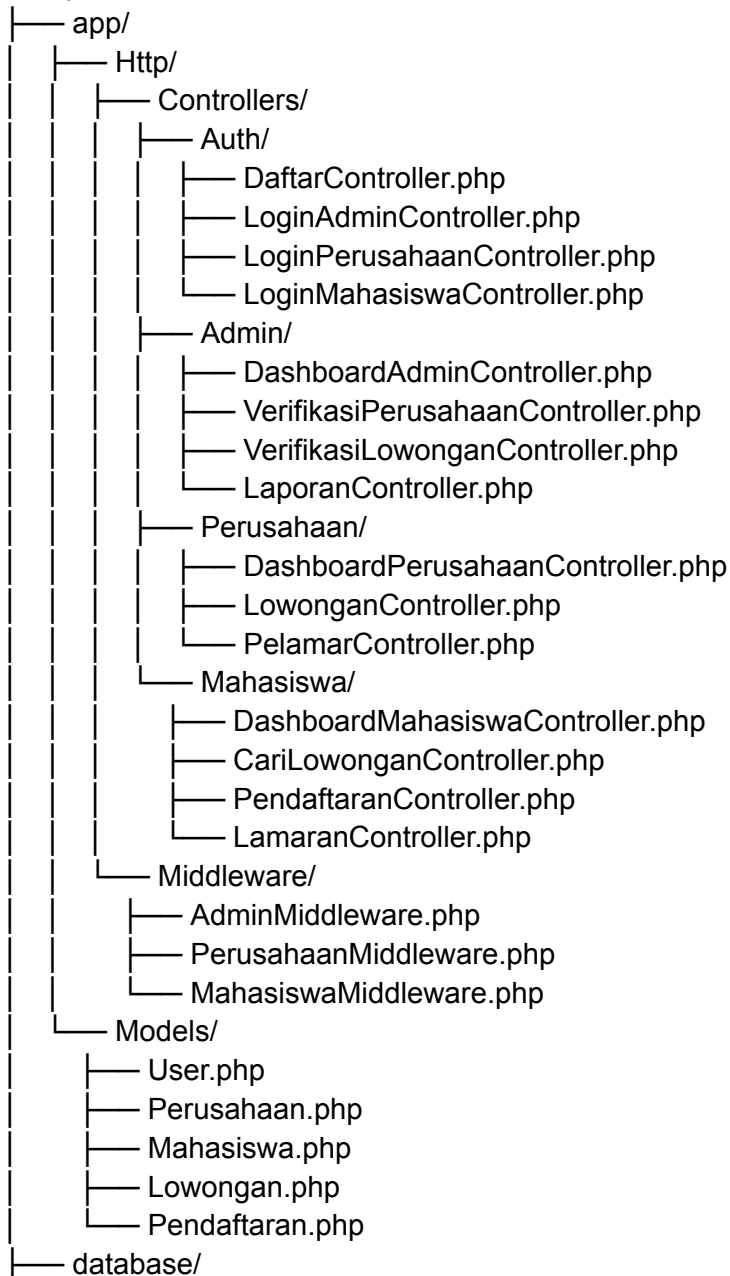 ├── app/
│   ├── Http/
│   │   ├── Controllers/
│   │   │   ├── Auth/
│   │   │   │   ├── DaftarController.php
│   │   │   │   ├── LoginAdminController.php
│   │   │   │   ├── LoginPerusahaanController.php
│   │   │   │   └── LoginMahasiswaController.php
│   │   │   ├── Admin/
│   │   │   │   ├── DashboardAdminController.php
│   │   │   │   ├── VerifikasiPerusahaanController.php
│   │   │   │   ├── VerifikasiLowonganController.php
│   │   │   │   └── LaporanController.php
│   │   │   ├── Perusahaan/
│   │   │   │   ├── DashboardPerusahaanController.php
│   │   │   │   ├── LowonganController.php
│   │   │   │   └── PelamarController.php
│   │   │   └── Mahasiswa/
│   │   │       ├── DashboardMahasiswaController.php
│   │   │       ├── CariLowonganController.php
│   │   │       ├── PendaftaranController.php
│   │   │       └── LamaranController.php
│   │   └── Middleware/
│   │       ├── AdminMiddleware.php
│   │       ├── PerusahaanMiddleware.php
│   │       └── MahasiswaMiddleware.php
│   └── Models/
│       ├── User.php
│       ├── Perusahaan.php
│       ├── Mahasiswa.php
│       ├── Lowongan.php
│       └── Pendaftaran.php
├── database/